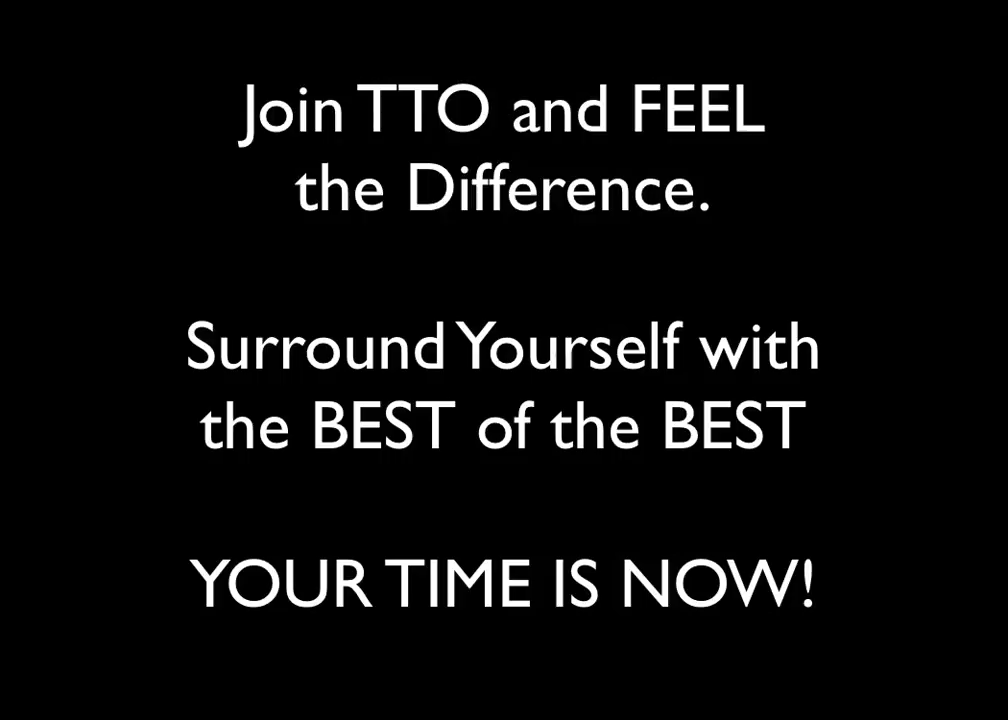 Join TTO and FEEL
the Difference.
Surround Yourself with
the BEST of the BEST
YOUR TIME IS NOW!